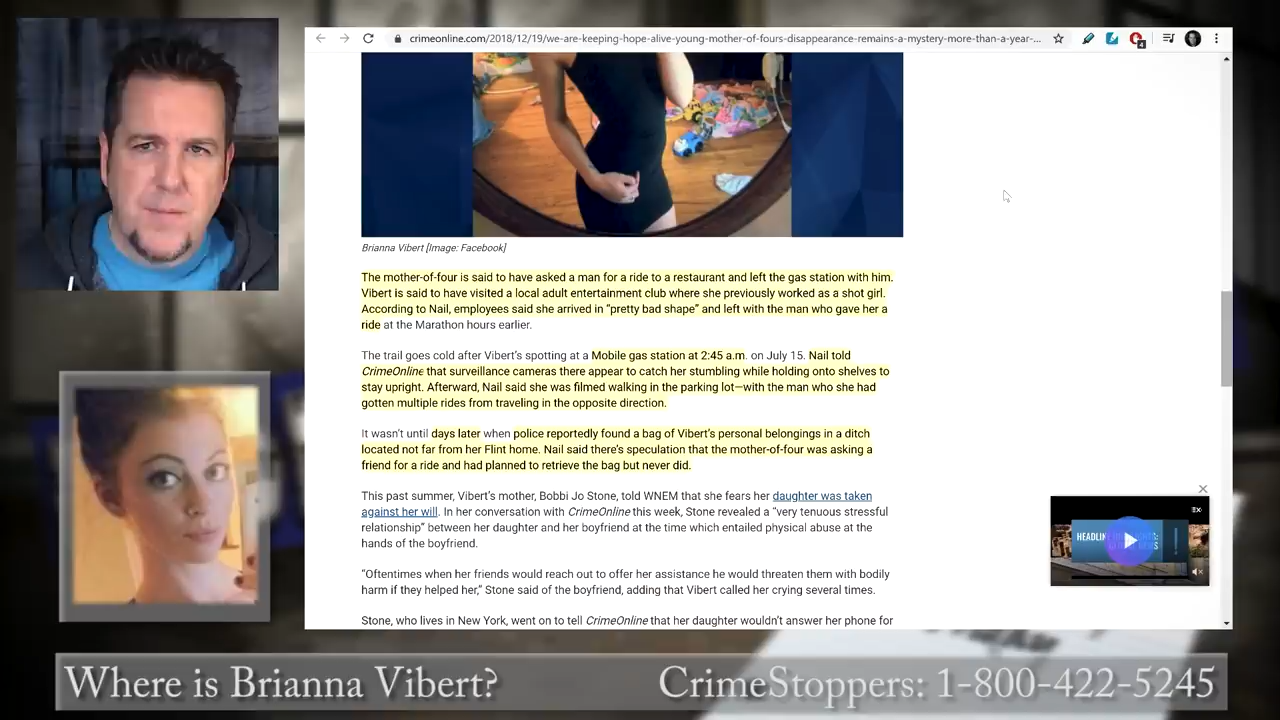 crimeonline.com/2018/12/19/we-are-keeping-hope-alive-young-mother-of-fours-disappearance-remains-a-mystery-more-than-a-year-...
4
Brianna Vibert [Image: Facebook]
The mother-of-four is said to have asked a man for a ride to a restaurant and left the gas station with him.
Vibert is said to have visited a local adult entertainment club where she previously worked as a shot girl.
According to Nail, employees said she arrived in “pretty bad shape” and left with the man who gave her a
ride at the Marathon hours earlier.
The trail goes cold after Vibert’s spotting at a Mobile gas station at 2:45 a.m. on July 15. Nail told
CrimeOnline that surveillance cameras there appear to catch her stumbling while holding onto shelves to
stay upright. Afterward, Nail said she was filmed walking in the parking lot—with the man who she had
gotten multiple rides from traveling in the opposite direction.
It wasn’t until days later when police reportedly found a bag of Vibert’s personal belongings in a ditch
located not far from her Flint home. Nail said there’s speculation that the mother-of-four was asking a
friend for a ride and had planned to retrieve the bag but never did.
This past summer, Vibert’s mother, Bobbi Jo Stone, told WNEM that she fears her daughter was taken
against her will. In her conversation with CrimeOnline this week, Stone revealed a “very tenuous stressful
relationship” between her daughter and her boyfriend at the time which entailed physical abuse at the
hands of the boyfriend.
“Oftentimes when her friends would reach out to offer her assistance he would threaten them with bodily
harm if they helped her,” Stone said of the boyfriend, adding that Vibert called her crying several times.
Stone, who lives in New York, went on to tell CrimeOnline that her daughter wouldn’t answer her phone for
Where is Brianna Vibert?
CrimeStoppers: 1-800-422-5245